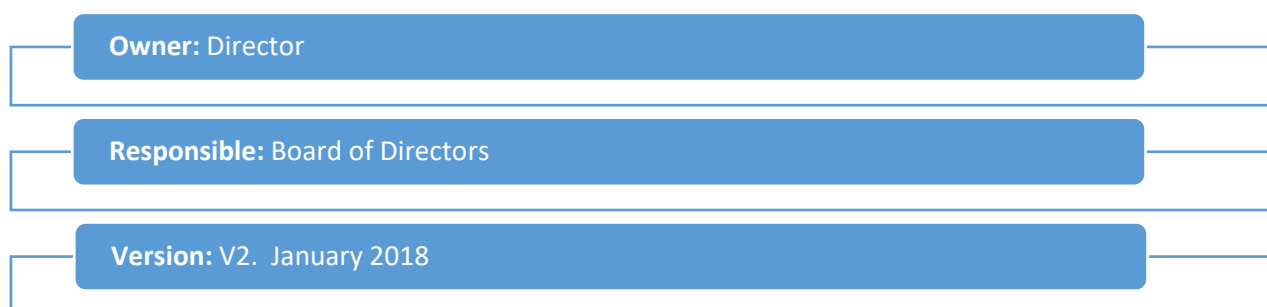 Owner: Director
Responsible: Board of Directors
Version: V2.  January 2018